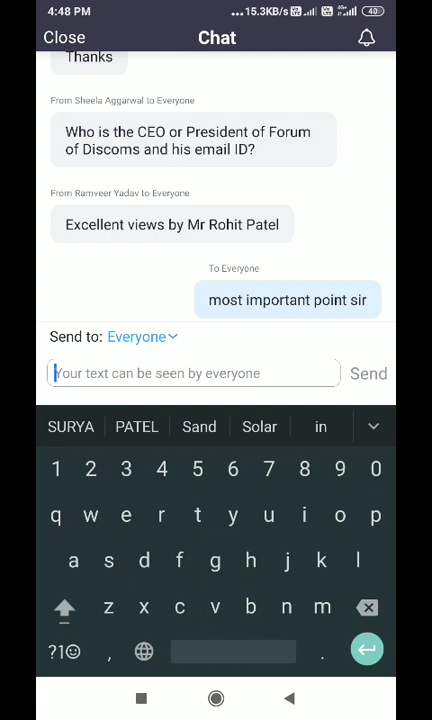 4:48 PM
...15.3KB/s
40
Close
Chat
Thanks
From Sheela Aggarwal to Everyone
Who is the CEO or President of Forum
of Discoms and his email ID?
From Ramveer Yadav to Everyone
Excellent views by Mr Rohit Patel
To Everyone
most important point sir
Send to: Everyone
Your text can be seen by everyone
Send
SURYA PATEL Sand Solar in
1 2 3 4 5 6 7 8 9 0
q w e r t y u i o p
a s d f g h j k l
z x c v b n m
?1☺ , .